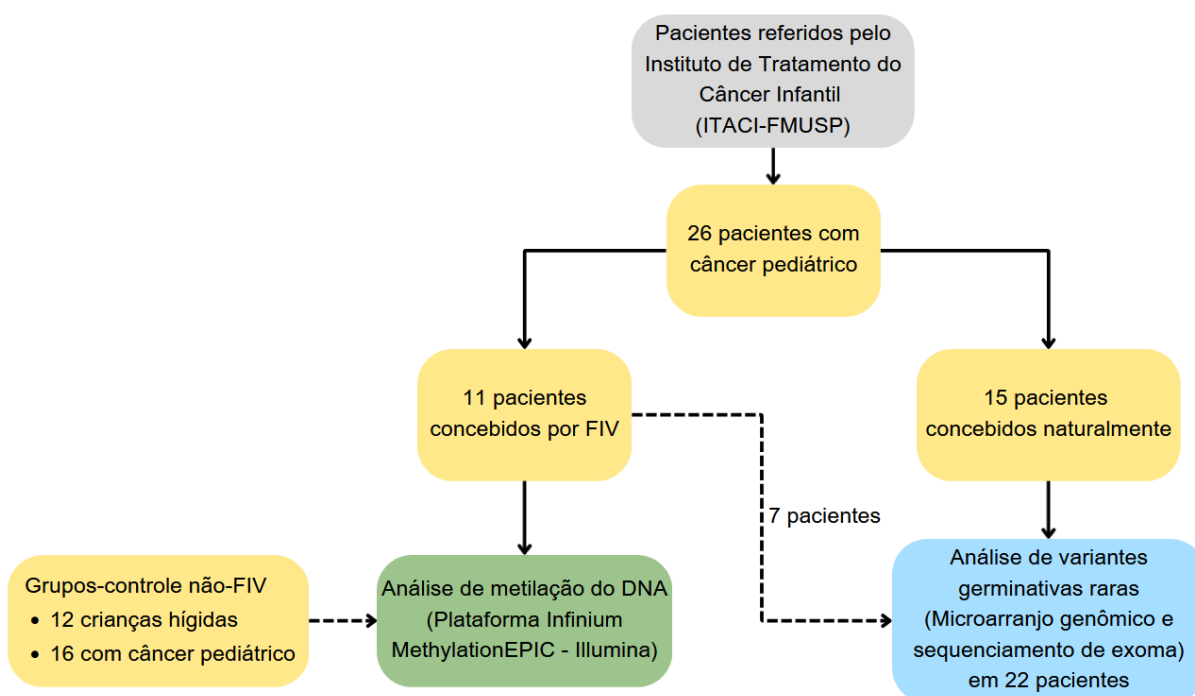 Pacientes referidos pelo
Instituto de Tratamento do
Câncer Infantil
(ITACI-FMUSP)
26 pacientes com
câncer pediátrico
11 pacientes
concebidos por FIV
15 pacientes
concebidos naturalmente
7 pacientes
Grupos-controle não-FIV
• 12 crianças hígidas
• 16 com câncer pediátrico
Análise de metilação do DNA
(Plataforma Infinium
MethylationEPIC - Illumina)
Análise de variantes
germinativas raras
(Microarranjo genômico e
sequenciamento de exoma)
em 22 pacientes